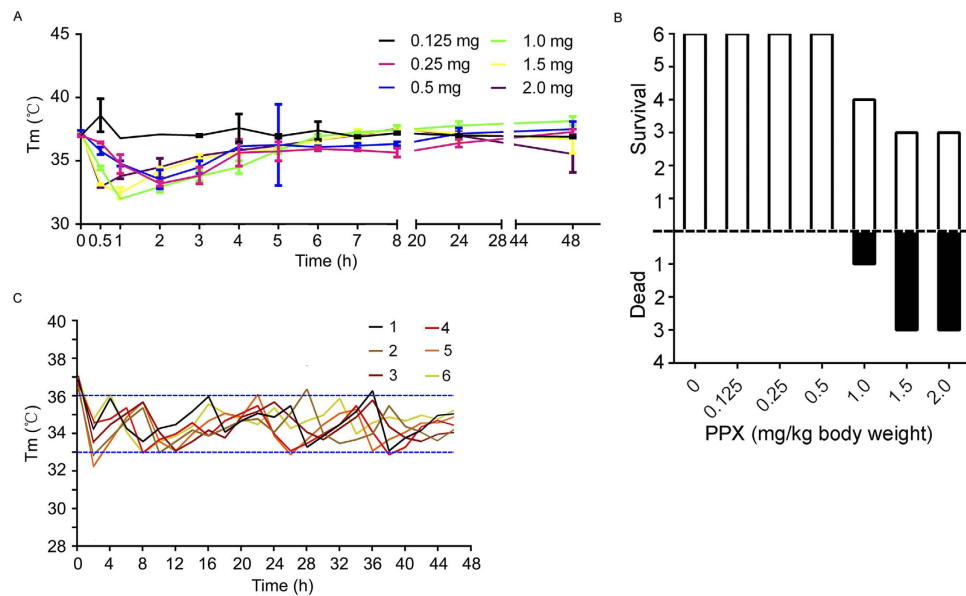 A
Tm (℃)
45
40
35
30
0.125 mg
0.25 mg
0.5 mg
1.0 mg
1.5 mg
2.0 mg
0 0.5 1 2 3 4 5 6 7 8 20 24 28 44 48
Time (h)
B
Survival
6
5
4
3
2
1
Dead
1
2
3
4
0 0.125 0.25 0.5 1.0 1.5 2.0
PPX (mg/kg body weight)
C
Tm (℃)
40
38
36
34
32
30
28
1
2
3
4
5
6
0 4 8 12 16 20 24 28 32 36 40 44 48
Time (h)